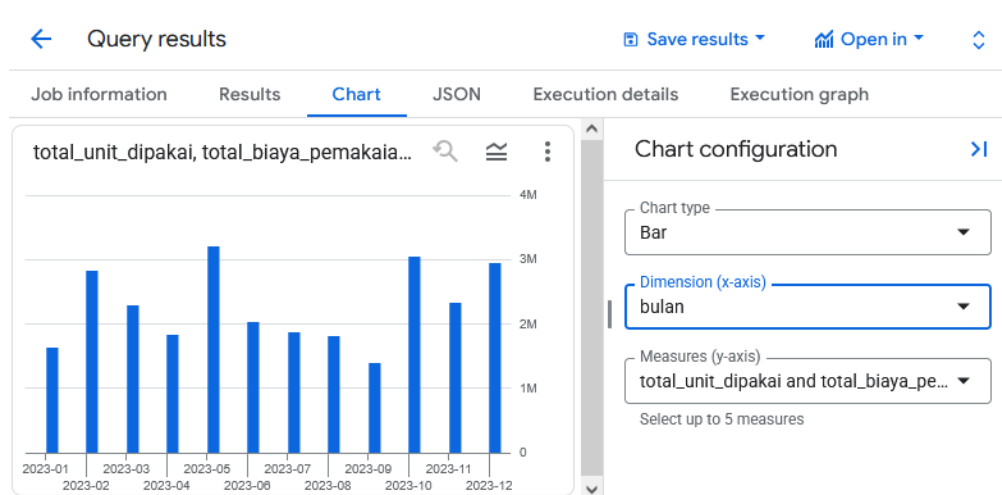 Query results
Save results
Open in
Job information
Results
Chart
JSON
Execution details
Execution graph
total_unit_dipakai, total_biaya_pemakaia...
4M
3M
2M
1M
0
2023-01
2023-02
2023-03
2023-04
2023-05
2023-06
2023-07
2023-08
2023-09
2023-10
2023-11
2023-12
Chart configuration
Chart type
Bar
Dimension (x-axis)
bulan
Measures (y-axis)
total_unit_dipakai and total_biaya_pe...
Select up to 5 measures